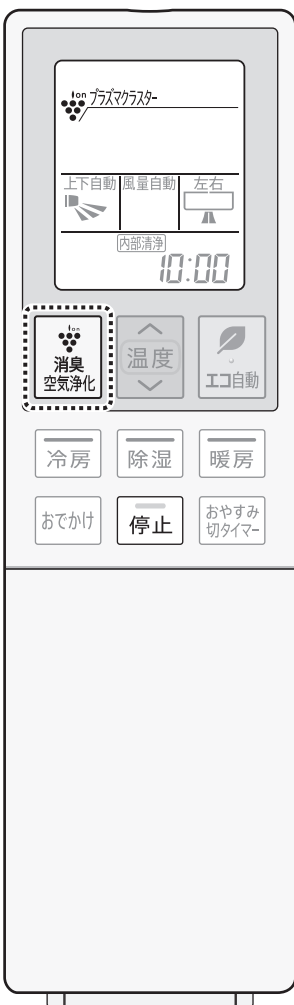 ion プラズマクラスター
上下自動 風量自動 左右
内部清浄
10:00
ion
消臭
空気浄化
温度
エコ自動
冷房 除湿 暖房
おでかけ 停止 おやすみ
切タイマー